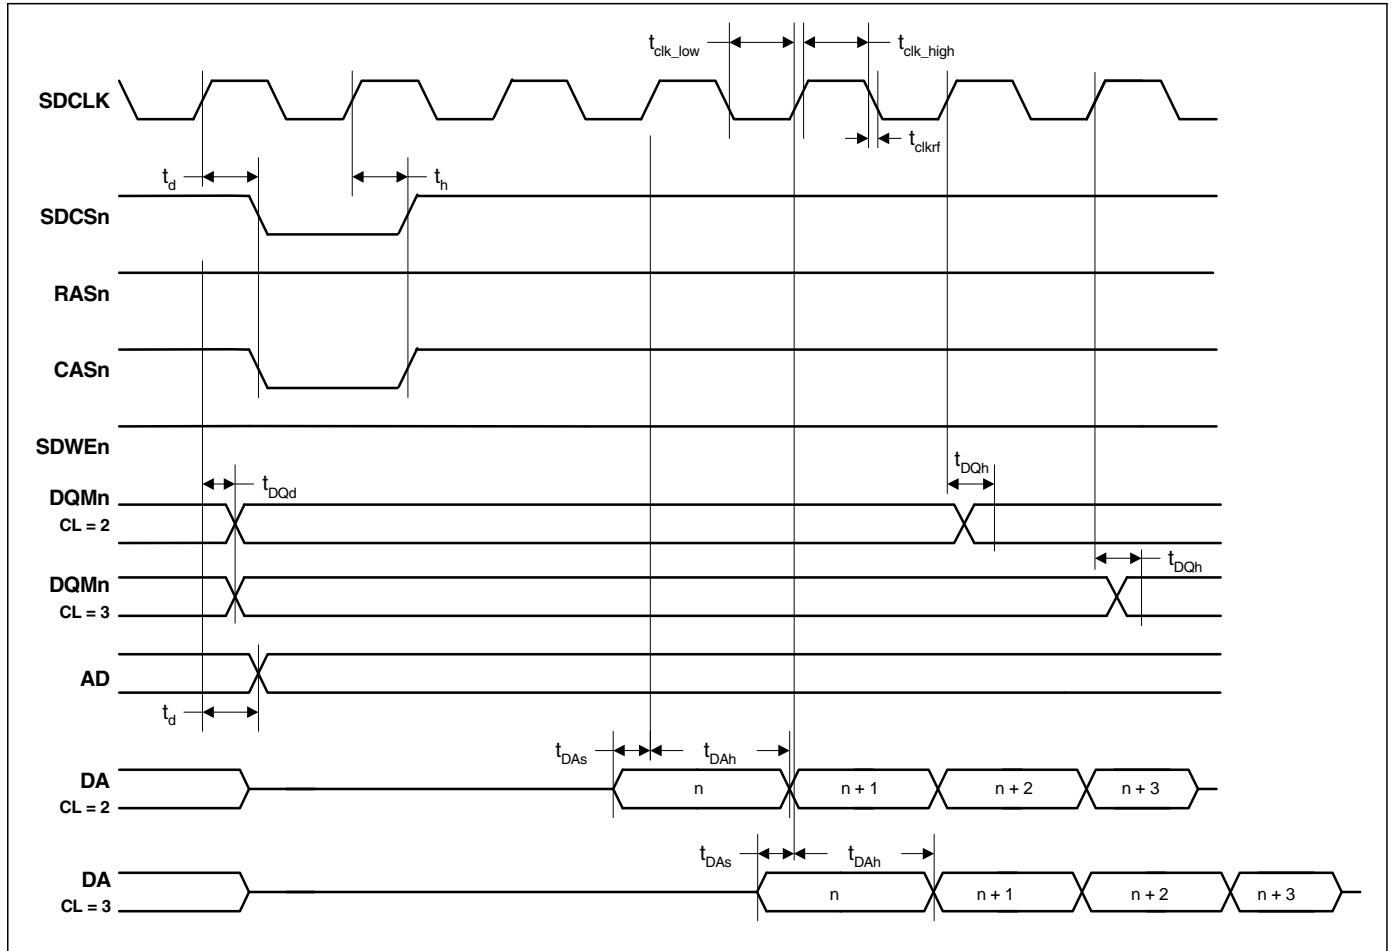 t_clk_low t_clk_high
SDCLK
t_clkrf
t_d t_h
SDCSn
RASn
CASn
SDWEn
t_DQh
t_DQd
DQMn
CL = 2
t_DQh
DQMn
CL = 3
AD
t_d
t_DAs t_DAh
DA
CL = 2
n n + 1 n + 2 n + 3
t_DAs t_DAh
DA
CL = 3
n n + 1 n + 2 n + 3